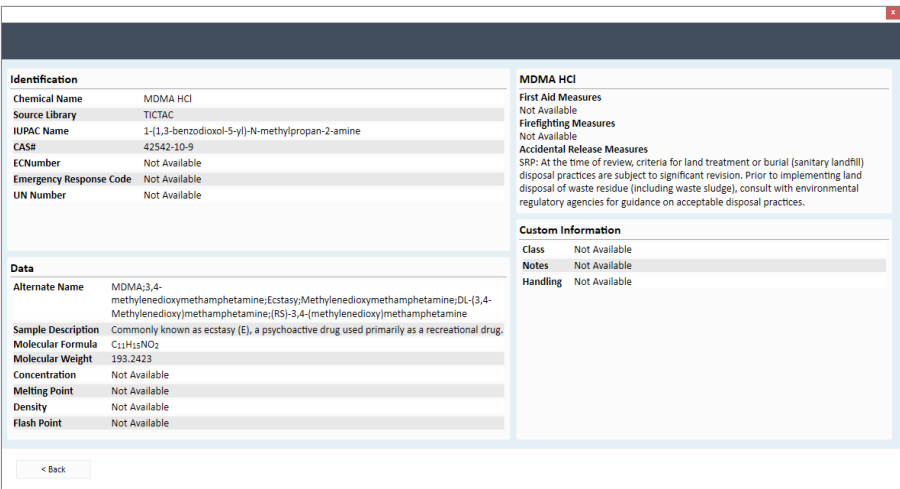 x
Identification
Chemical Name MDMA HCl
Source Library TICTAC
IUPAC Name 1-(1,3-benzodioxol-5-yl)-N-methylpropan-2-amine
CAS# 42542-10-9
ECNumber Not Available
Emergency Response Code Not Available
UN Number Not Available
Data
Alternate Name MDMA;3,4-
methylenedioxymethamphetamine;Ecstasy;Methylenedioxymethamphetamine;DL-(3,4-
Methylenedioxy)methamphetamine;(RS)-3,4-(methylenedioxy)methamphetamine
Sample Description Commonly known as ecstasy (E), a psychoactive drug used primarily as a recreational drug.
Molecular Formula C₁₁H₁₅NO₂
Molecular Weight 193.2423
Concentration Not Available
Melting Point Not Available
Density Not Available
Flash Point Not Available
MDMA HCl
First Aid Measures
Not Available
Firefighting Measures
Not Available
Accidental Release Measures
SRP: At the time of review, criteria for land treatment or burial (sanitary landfill)
disposal practices are subject to significant revision. Prior to implementing land
disposal of waste residue (including waste sludge), consult with environmental
regulatory agencies for guidance on acceptable disposal practices.
Custom Information
Class Not Available
Notes Not Available
Handling Not Available
< Back